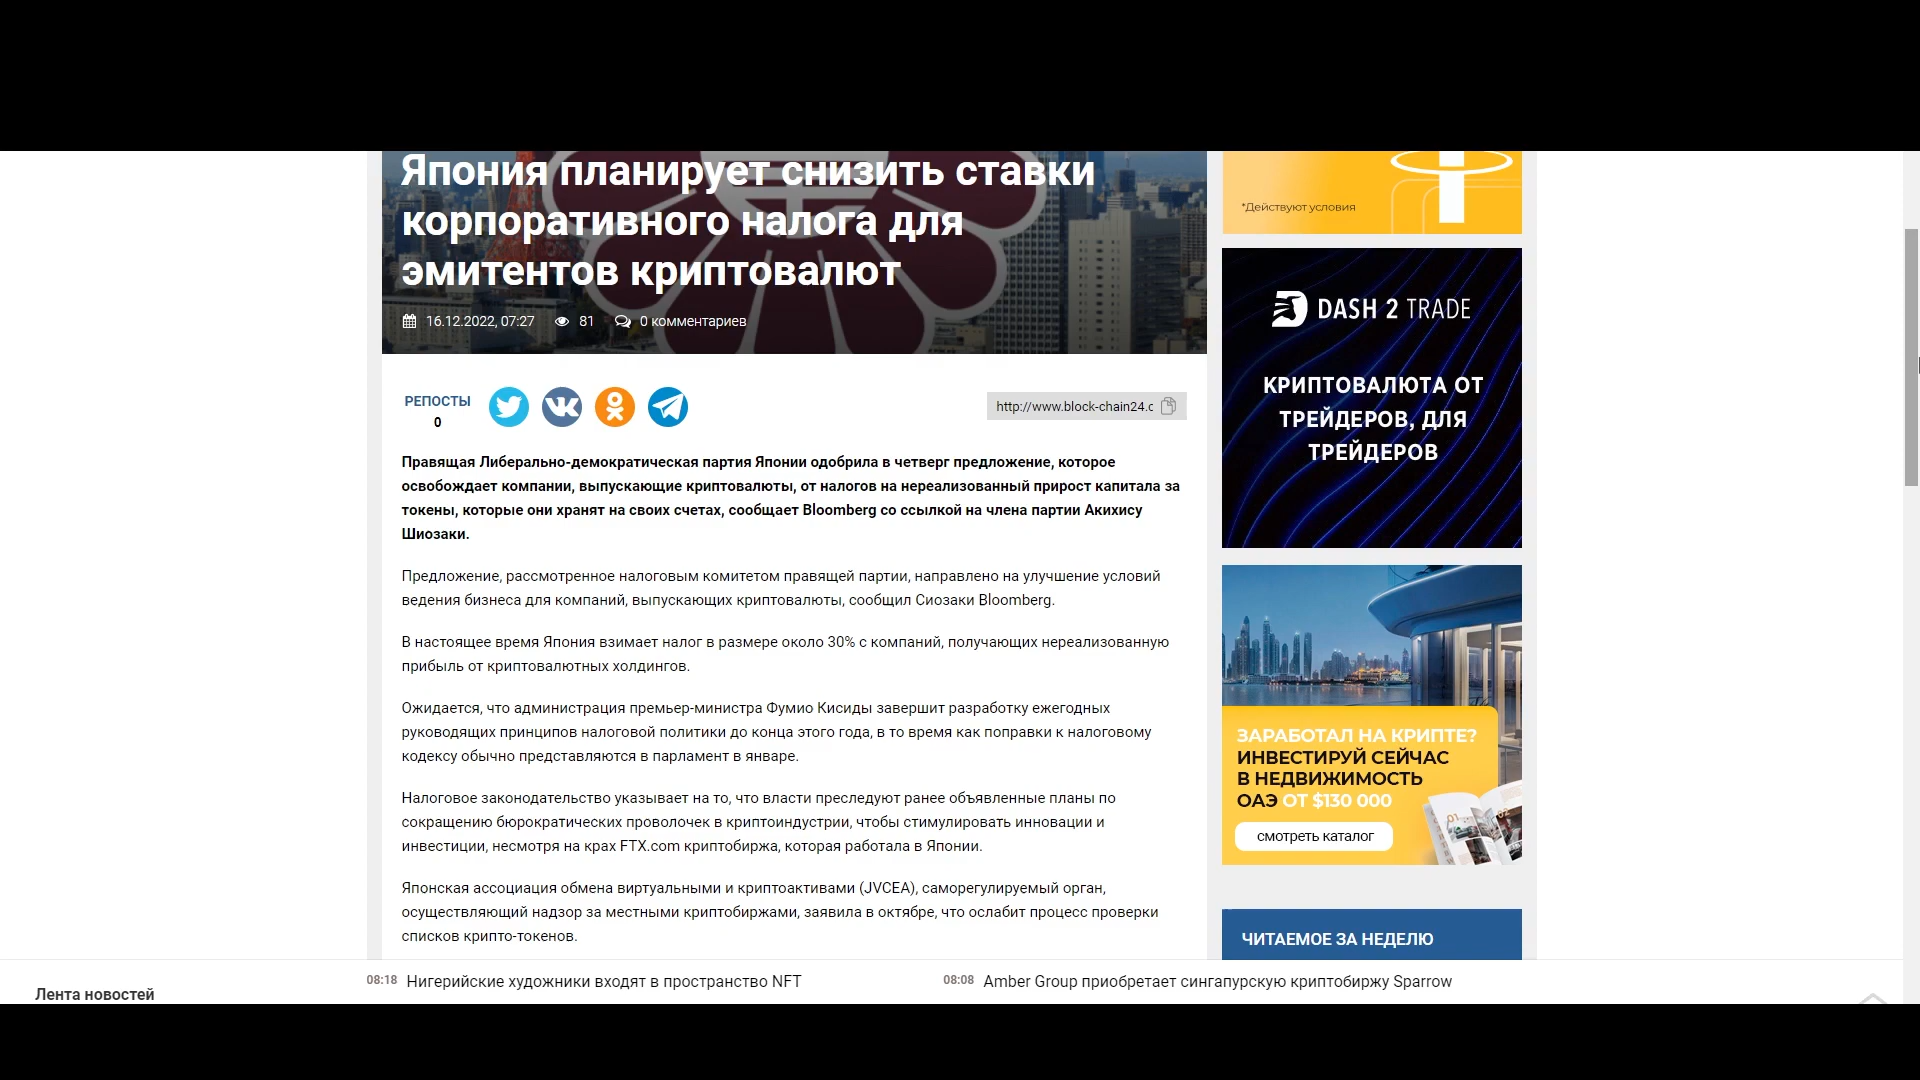 Япония планирует снизить ставки
корпоративного налога для
эмитентов криптовалют
16.12.2022, 07:27 81 0 комментариев
РЕПОСТЫ
0
http://www.block-chain24.c
Правящая Либерально-демократическая партия Японии одобрила в четверг предложение, которое
освобождает компании, выпускающие криптовалюты, от налогов на нереализованный прирост капитала за
токены, которые они хранят на своих счетах, сообщает Bloomberg со ссылкой на члена партии Акихису
Шиозаки.
Предложение, рассмотренное налоговым комитетом правящей партии, направлено на улучшение условий
ведения бизнеса для компаний, выпускающих криптовалюты, сообщил Сиозаки Bloomberg.
В настоящее время Япония взимает налог в размере около 30% с компаний, получающих нереализованную
прибыль от криптовалютных холдингов.
Ожидается, что администрация премьер-министра Фумио Кисиды завершит разработку ежегодных
руководящих принципов налоговой политики до конца этого года, в то время как поправки к налоговому
кодексу обычно представляются в парламент в январе.
Налоговое законодательство указывает на то, что власти преследуют ранее объявленные планы по
сокращению бюрократических проволочек в криптоиндустрии, чтобы стимулировать инновации и
инвестиции, несмотря на крах FTX.com криптобиржа, которая работала в Японии.
Японская ассоциация обмена виртуальными и криптоактивами (JVCEA), саморегулируемый орган,
осуществляющий надзор за местными криптобиржами, заявила в октябре, что ослабит процесс проверки
списков крипто-токенов.
*Действуют условия
DASH 2 TRADE
КРИПТОВАЛЮТА ОТ
ТРЕЙДЕРОВ, ДЛЯ
ТРЕЙДЕРОВ
ЗАРАБОТАЛ НА КРИПТЕ?
ИНВЕСТИРУЙ СЕЙЧАС
В НЕДВИЖИМОСТЬ
ОАЭ ОТ $130 000
смотреть каталог
01
02
ЧИТАЕМОЕ ЗА НЕДЕЛЮ
Лента новостей
08:18 Нигерийские художники входят в пространство NFT
08:08 Amber Group приобретает сингапурскую криптобиржу Sparrow